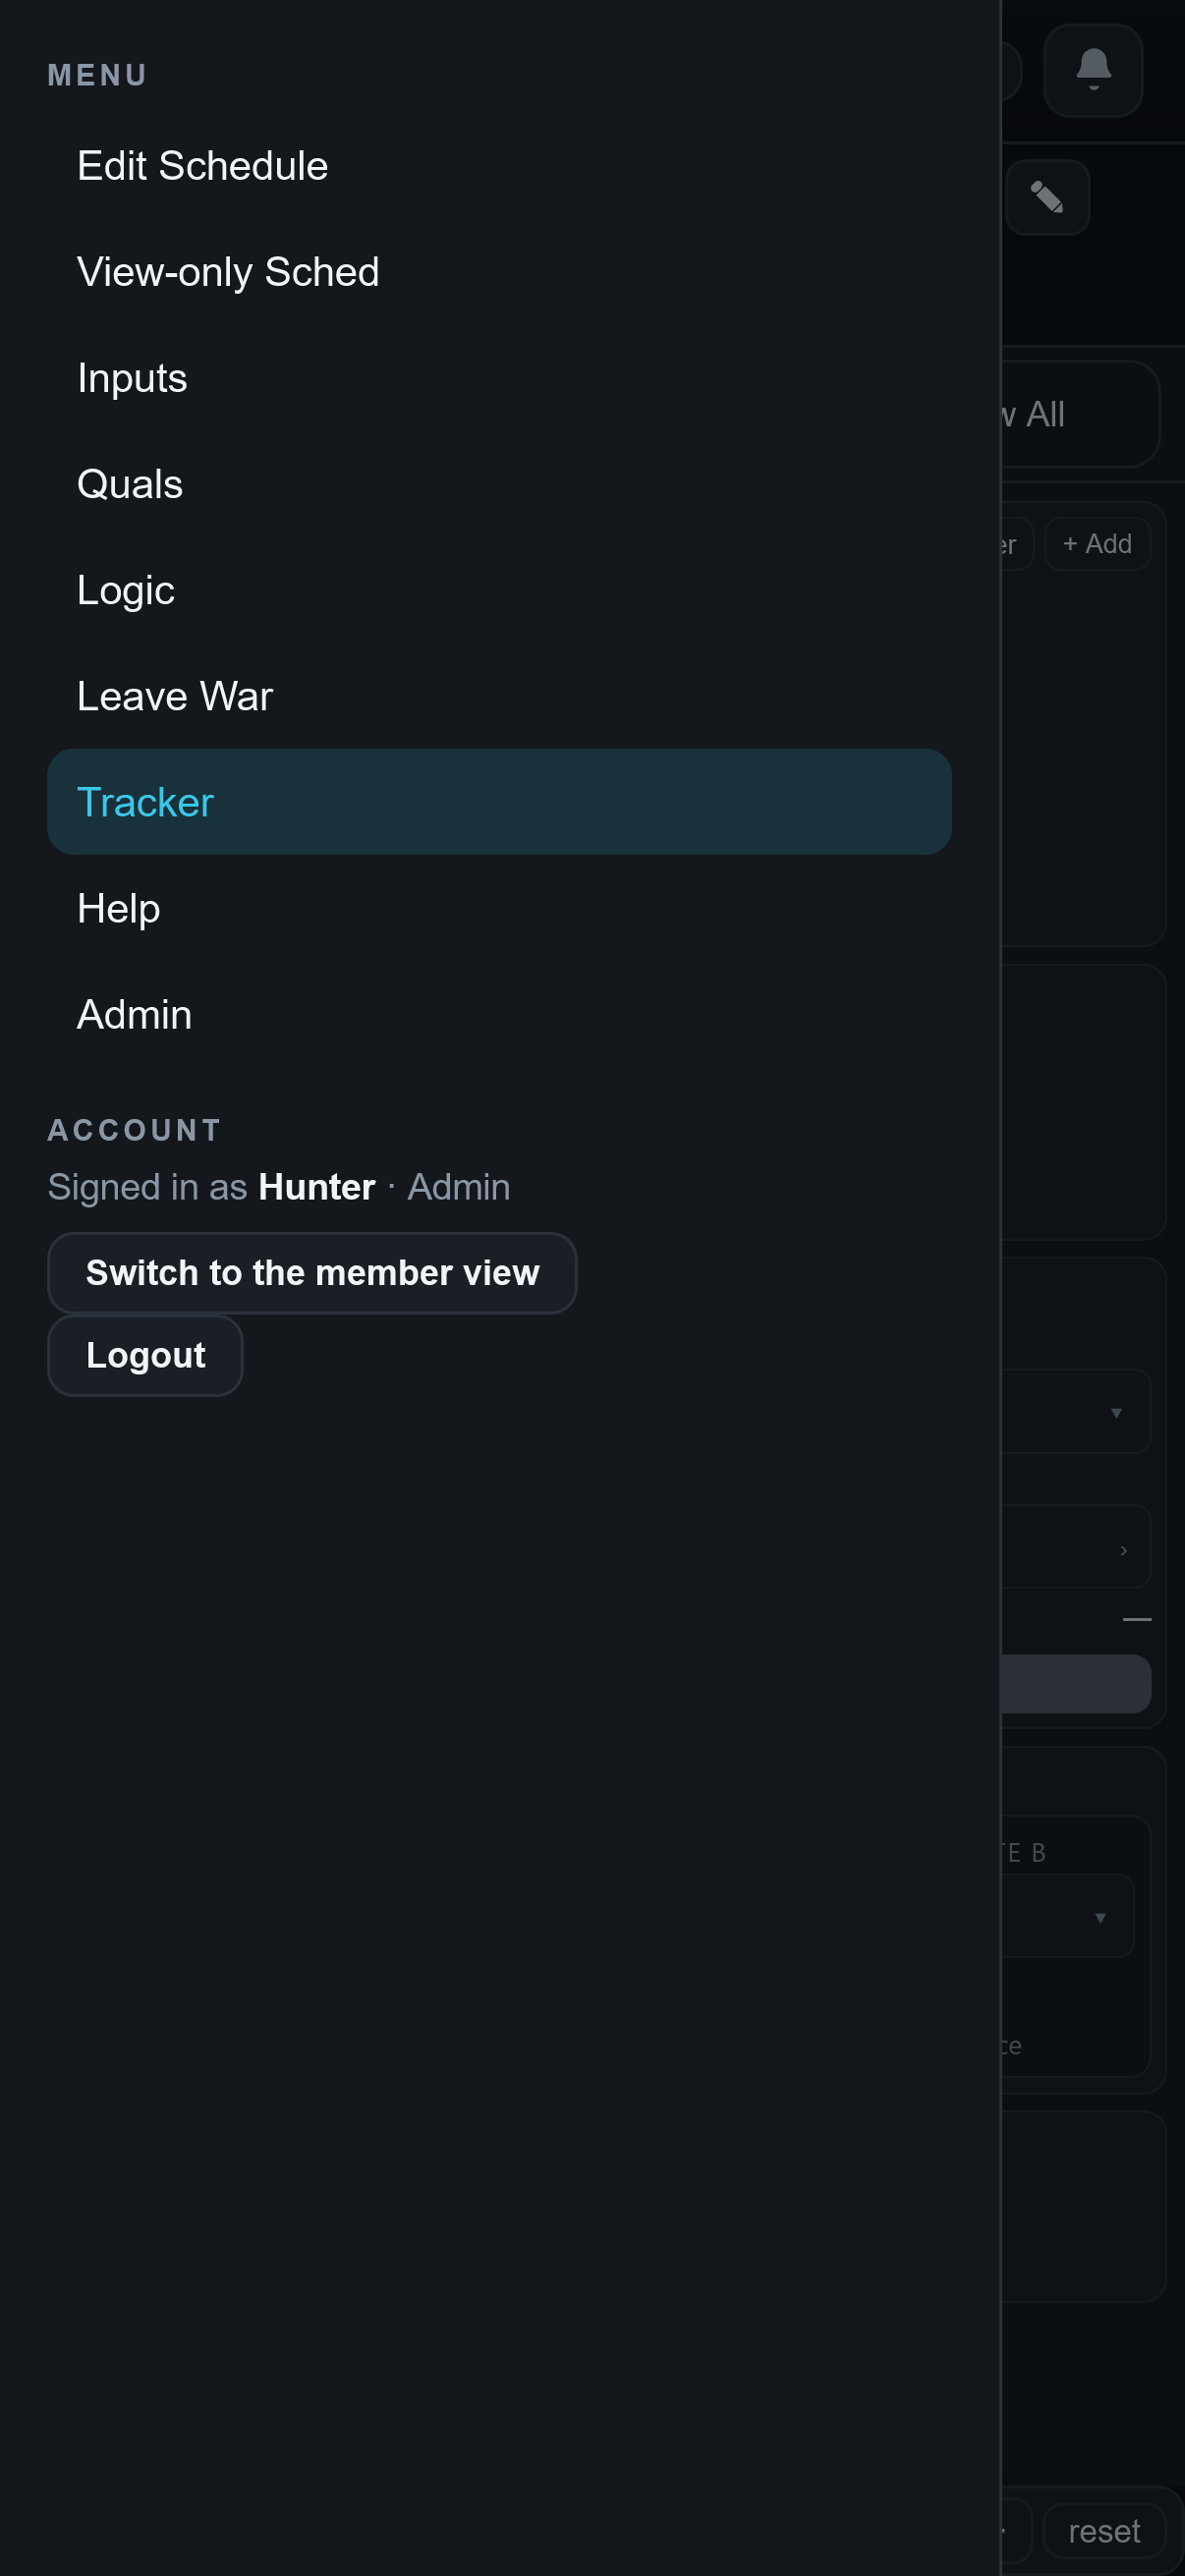 MENU
Edit Schedule
View-only Sched
Inputs
Quals
Logic
Leave War
Tracker
Help
Admin
ACCOUNT
Signed in as Hunter · Admin
Switch to the member view
Logout
All
+ Add
B
reset